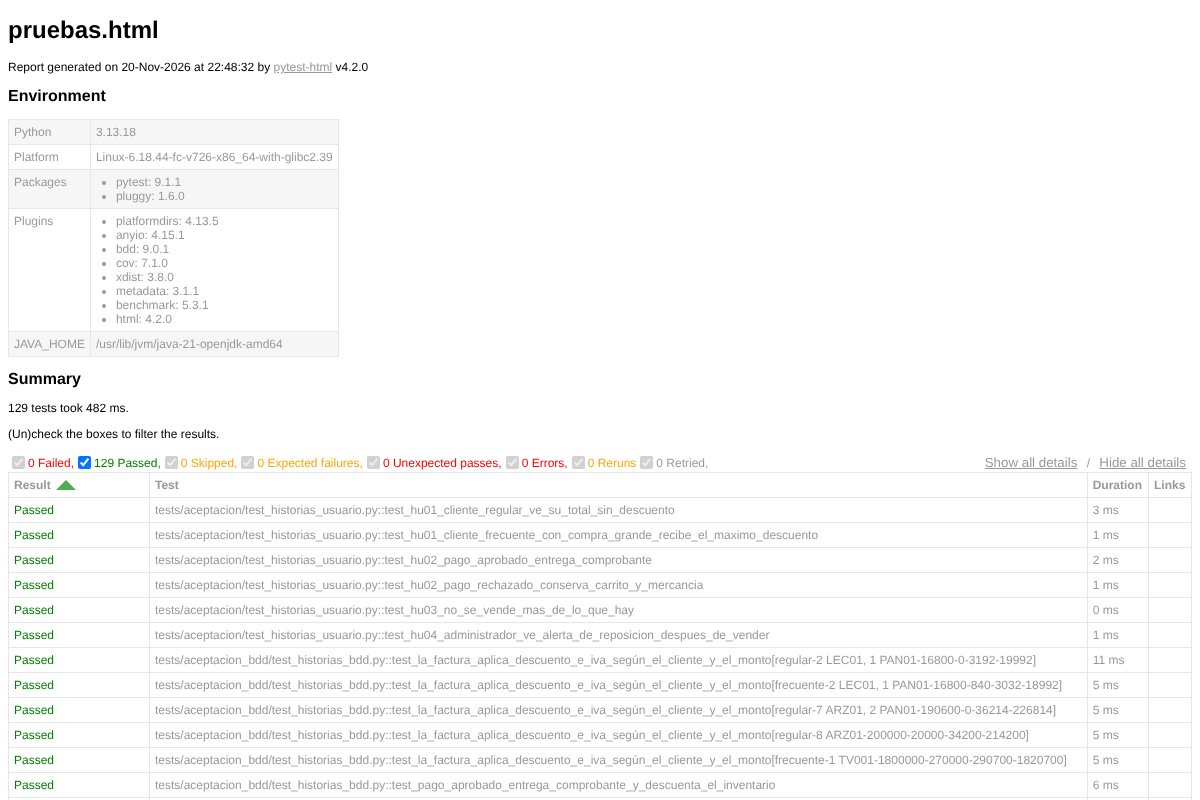 pruebas.html
Report generated on 20-Nov-2026 at 22:48:32 by pytest-html v4.2.0
Environment
Python 3.13.18
Platform Linux-6.18.44-fc-v726-x86_64-with-glibc2.39
Packages
• pytest: 9.1.1
• pluggy: 1.6.0
Plugins
• platformdirs: 4.13.5
• anyio: 4.15.1
• bdd: 9.0.1
• cov: 7.1.0
• xdist: 3.8.0
• metadata: 3.1.1
• benchmark: 5.3.1
• html: 4.2.0
JAVA_HOME /usr/lib/jvm/java-21-openjdk-amd64
Summary
129 tests took 482 ms.
(Un)check the boxes to filter the results.
0 Failed, 129 Passed, 0 Skipped, 0 Expected failures, 0 Unexpected passes, 0 Errors, 0 Reruns 0 Retried, Show all details / Hide all details
Result Test Duration Links
Passed tests/aceptacion/test_historias_usuario.py::test_hu01_cliente_regular_ve_su_total_sin_descuento 3 ms
Passed tests/aceptacion/test_historias_usuario.py::test_hu01_cliente_frecuente_con_compra_grande_recibe_el_maximo_descuento 1 ms
Passed tests/aceptacion/test_historias_usuario.py::test_hu02_pago_aprobado_entrega_comprobante 2 ms
Passed tests/aceptacion/test_historias_usuario.py::test_hu02_pago_rechazado_conserva_carrito_y_mercancia 1 ms
Passed tests/aceptacion/test_historias_usuario.py::test_hu03_no_se_vende_mas_de_lo_que_hay 0 ms
Passed tests/aceptacion/test_historias_usuario.py::test_hu04_administrador_ve_alerta_de_reposicion_despues_de_vender 1 ms
Passed tests/aceptacion_bdd/test_historias_bdd.py::test_la_factura_aplica_descuento_e_iva_según_el_cliente_y_el_monto[regular-2 LEC01, 1 PAN01-16800-0-3192-19992] 11 ms
Passed tests/aceptacion_bdd/test_historias_bdd.py::test_la_factura_aplica_descuento_e_iva_según_el_cliente_y_el_monto[frecuente-2 LEC01, 1 PAN01-16800-840-3032-18992] 5 ms
Passed tests/aceptacion_bdd/test_historias_bdd.py::test_la_factura_aplica_descuento_e_iva_según_el_cliente_y_el_monto[regular-7 ARZ01, 2 PAN01-190600-0-36214-226814] 5 ms
Passed tests/aceptacion_bdd/test_historias_bdd.py::test_la_factura_aplica_descuento_e_iva_según_el_cliente_y_el_monto[regular-8 ARZ01-200000-20000-34200-214200] 5 ms
Passed tests/aceptacion_bdd/test_historias_bdd.py::test_la_factura_aplica_descuento_e_iva_según_el_cliente_y_el_monto[frecuente-1 TV001-1800000-270000-290700-1820700] 5 ms
Passed tests/aceptacion_bdd/test_historias_bdd.py::test_pago_aprobado_entrega_comprobante_y_descuenta_el_inventario 6 ms